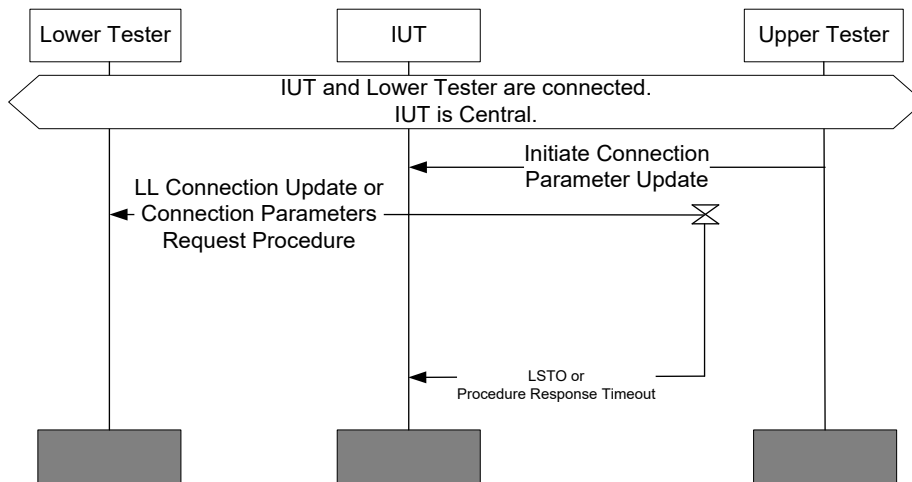 Lower Tester
IUT
Upper Tester
IUT and Lower Tester are connected.
IUT is Central.
Initiate Connection
Parameter Update
LL Connection Update or
Connection Parameters
Request Procedure
LSTO or
Procedure Response Timeout